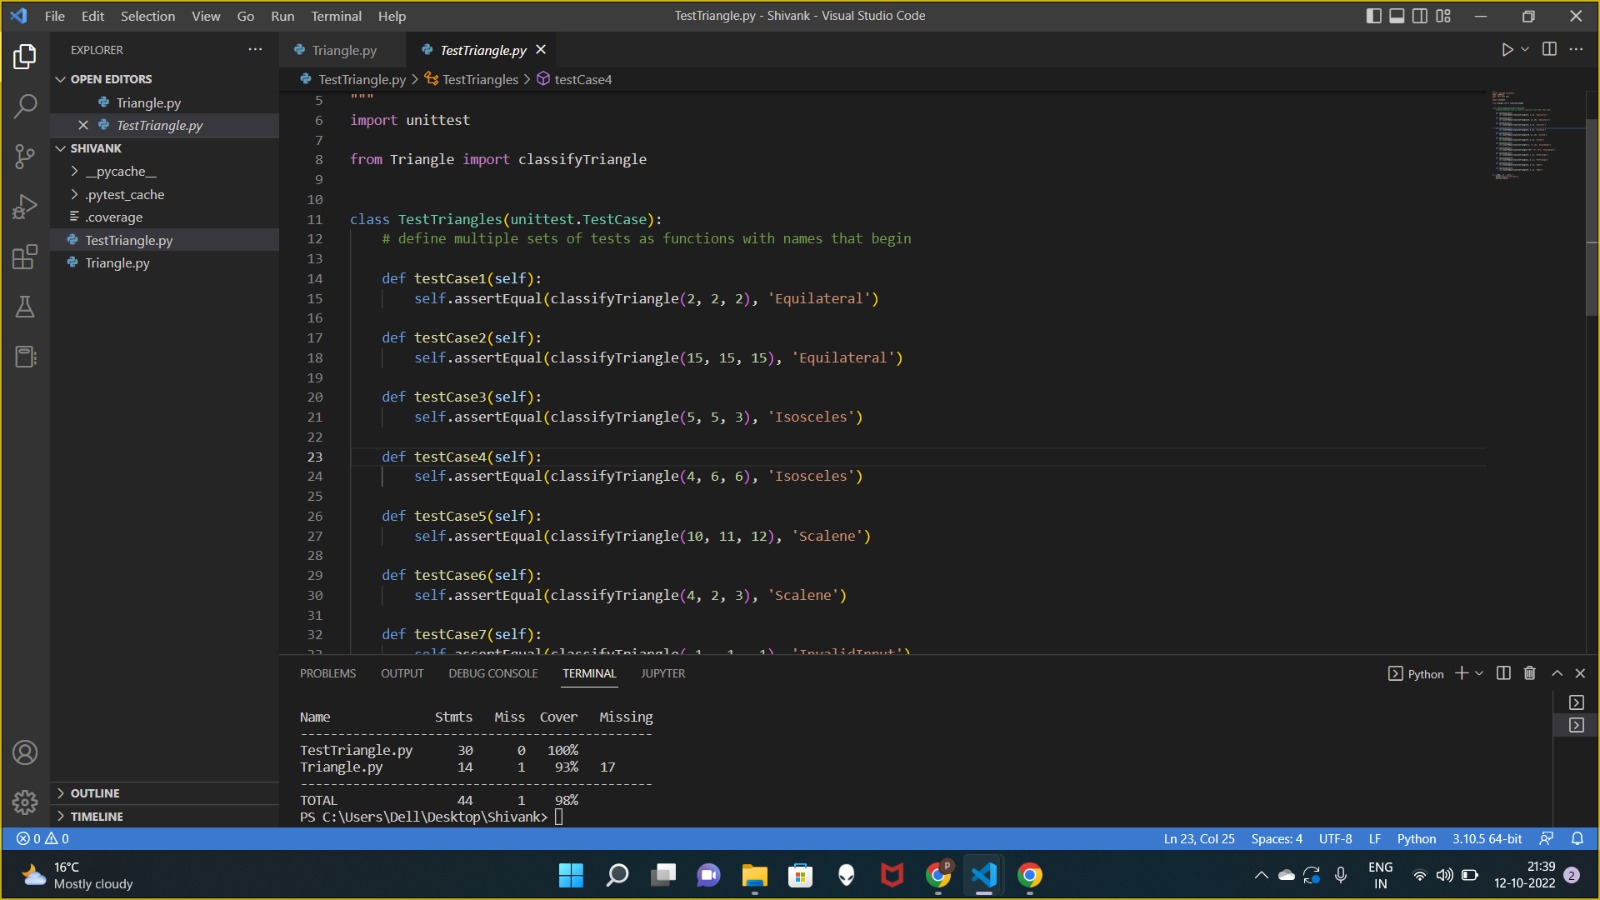 File Edit Selection View Go Run Terminal Help
TestTriangle.py - Shivank - Visual Studio Code
EXPLORER
OPEN EDITORS
Triangle.py
TestTriangle.py
SHIVANK
__pycache__
.pytest_cache
.coverage
TestTriangle.py
Triangle.py
OUTLINE
TIMELINE
Triangle.py
TestTriangle.py
TestTriangle.py > TestTriangles > testCase4
5 """
6 import unittest
7
8 from Triangle import classifyTriangle
9
10
11 class TestTriangles(unittest.TestCase):
12 # define multiple sets of tests as functions with names that begin
13
14 def testCase1(self):
15 self.assertEqual(classifyTriangle(2, 2, 2), 'Equilateral')
16
17 def testCase2(self):
18 self.assertEqual(classifyTriangle(15, 15, 15), 'Equilateral')
19
20 def testCase3(self):
21 self.assertEqual(classifyTriangle(5, 5, 3), 'Isosceles')
22
23 def testCase4(self):
24 self.assertEqual(classifyTriangle(4, 6, 6), 'Isosceles')
25
26 def testCase5(self):
27 self.assertEqual(classifyTriangle(10, 11, 12), 'Scalene')
28
29 def testCase6(self):
30 self.assertEqual(classifyTriangle(4, 2, 3), 'Scalene')
31
32 def testCase7(self):
PROBLEMS OUTPUT DEBUG CONSOLE TERMINAL JUPYTER
Python
Name Stmts Miss Cover Missing
-----------------------------------------------
TestTriangle.py 30 0 100%
Triangle.py 14 1 93% 17
-----------------------------------------------
TOTAL 44 1 98%
PS C:\Users\Dell\Desktop\Shivank>
0 0
Ln 23, Col 25 Spaces: 4 UTF-8 LF Python 3.10.5 64-bit
16°C
Mostly cloudy
P
ENG
IN
21:39
12-10-2022
2